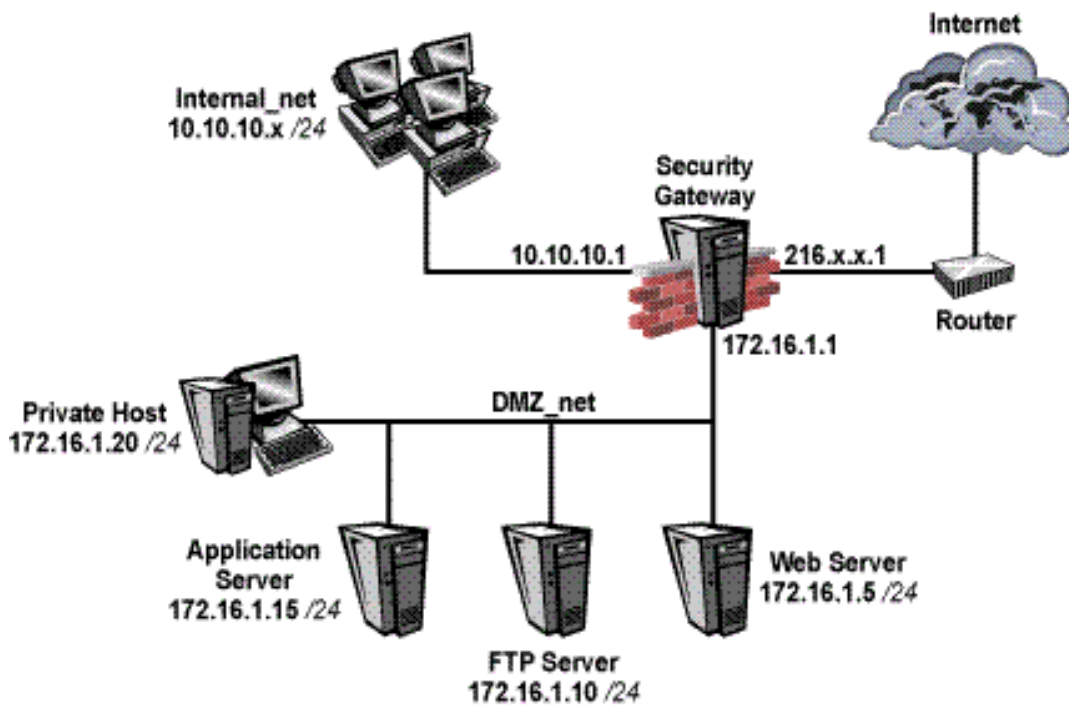 Internet
Internal_net
10.10.10.x /24
Security
Gateway
10.10.10.1
216.x.x.1
Router
172.16.1.1
DMZ_net
Private Host
172.16.1.20 /24
Application
Server
172.16.1.15 /24
Web Server
172.16.1.5 /24
FTP Server
172.16.1.10 /24